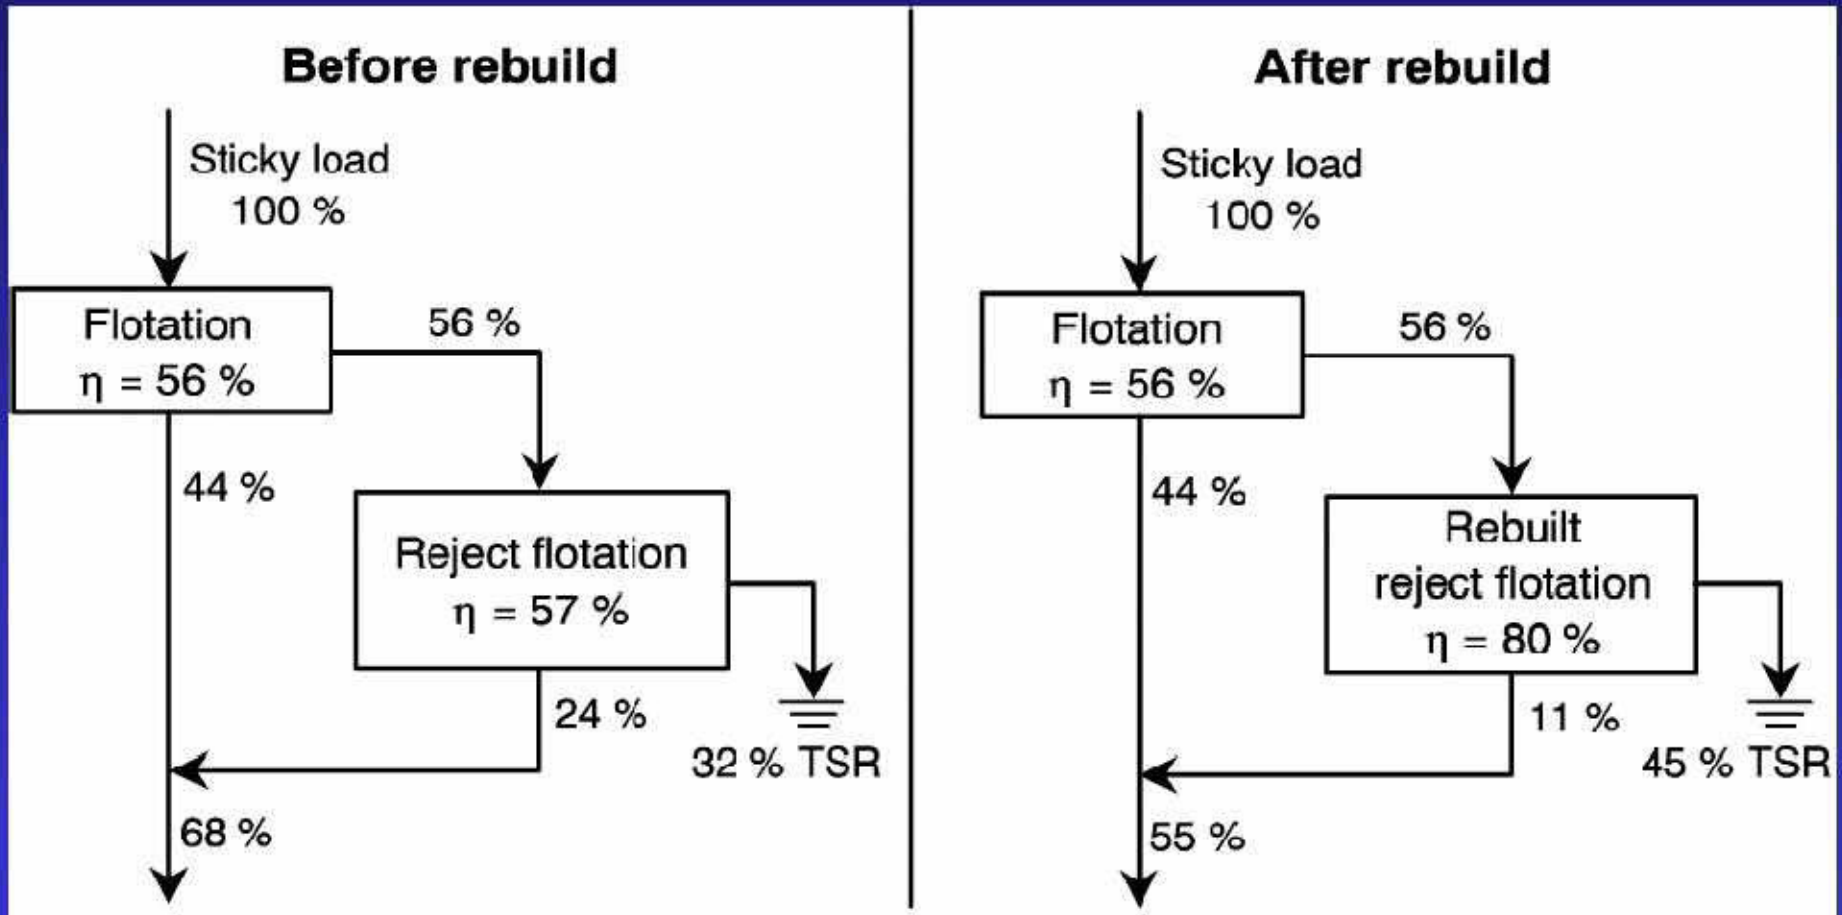 Before rebuild
Sticky load
100 %
Flotation
η = 56 %
56 %
44 %
Reject flotation
η = 57 %
24 %
32 % TSR
68 %
After rebuild
Sticky load
100 %
Flotation
η = 56 %
56 %
44 %
Rebuilt
reject flotation
η = 80 %
11 %
45 % TSR
55 %